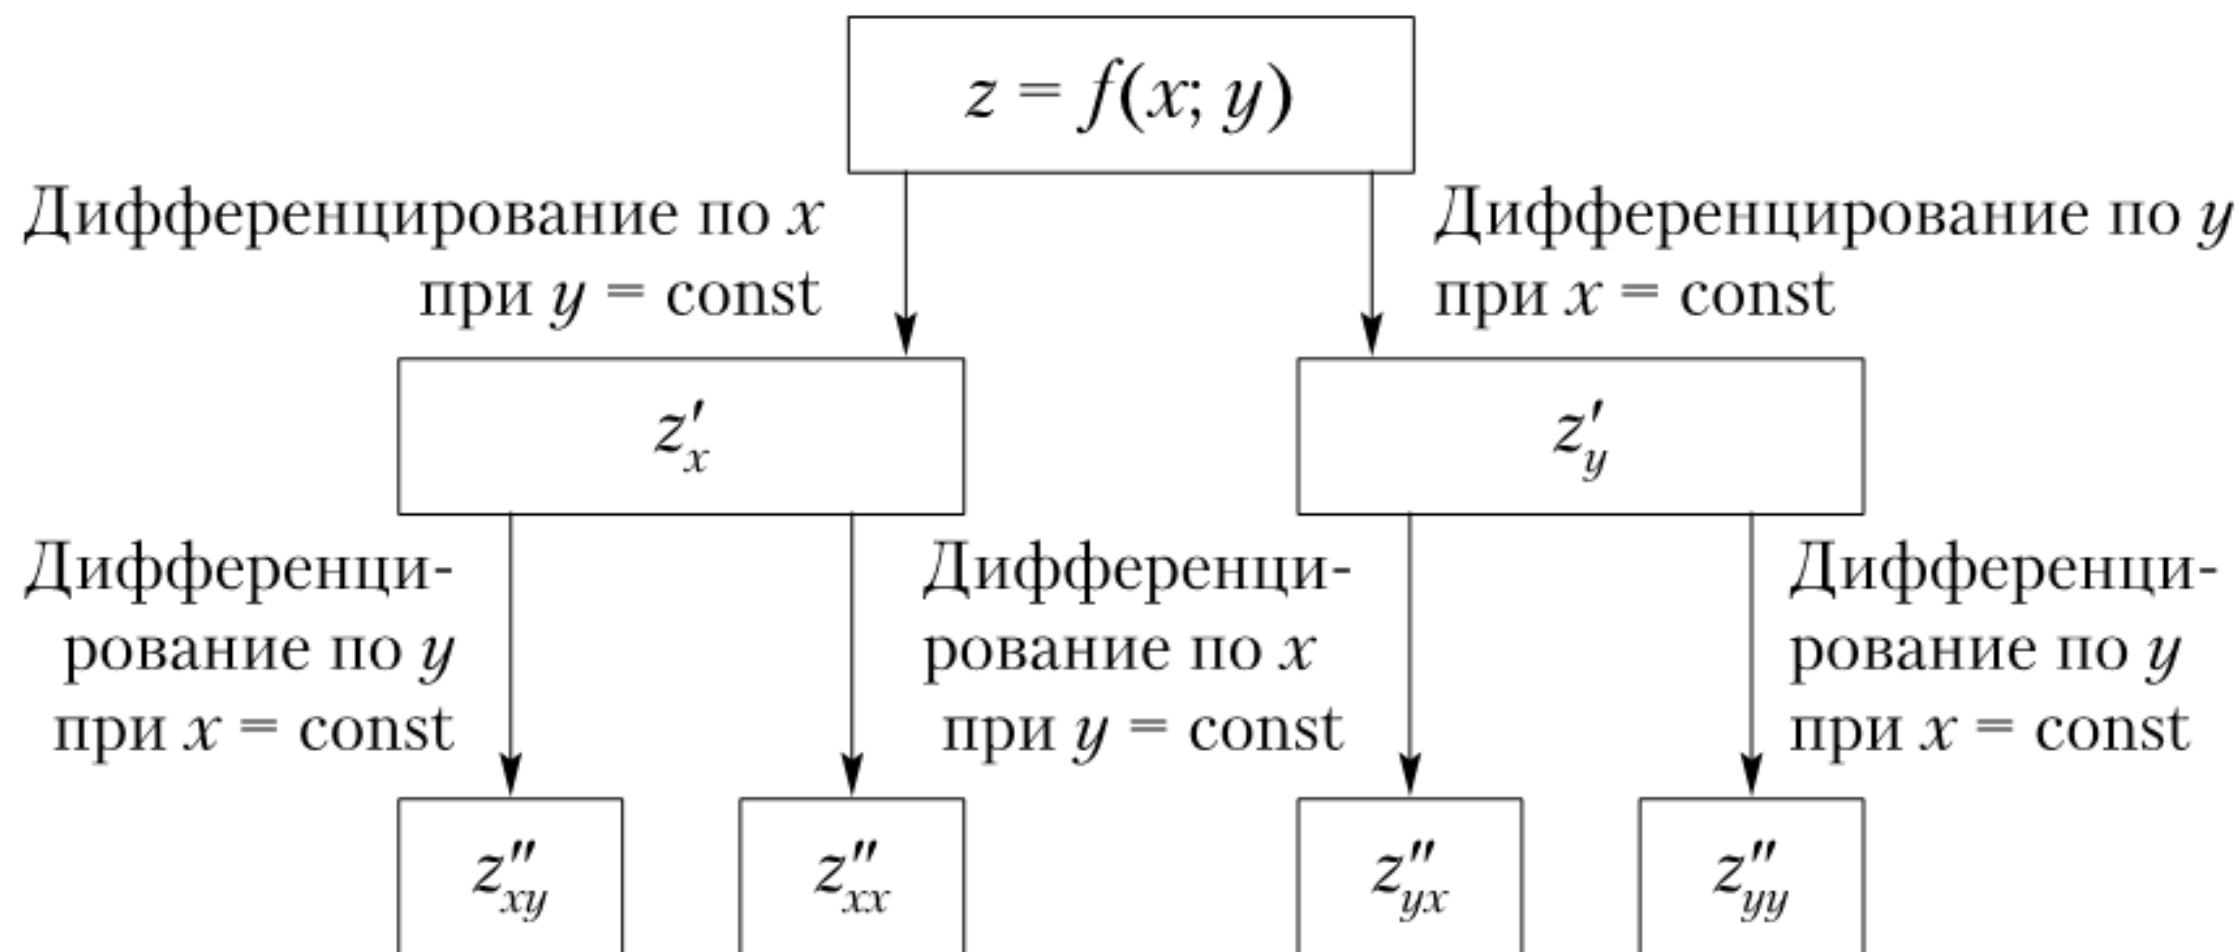 z = f(x; y)
Дифференцирование по x
при y = const
Дифференцирование по y
при x = const
z′x
z′y
Дифференци-
рование по y
при x = const
Дифференци-
рование по x
при y = const
Дифференци-
рование по y
при x = const
z″xy
z″xx
z″yx
z″yy